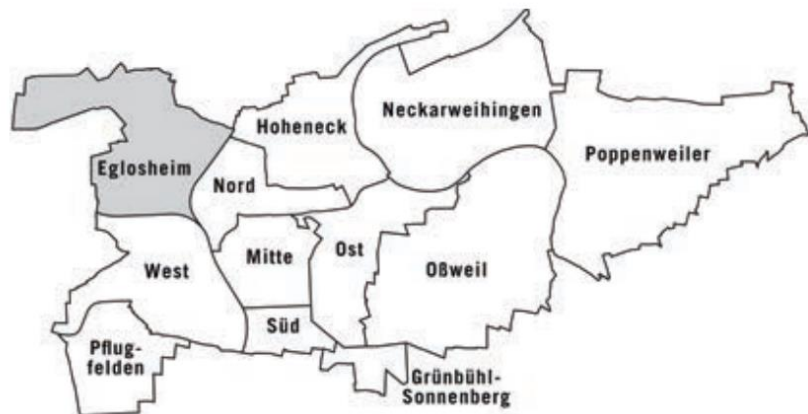 Neckarweihingen
Hoheneck
Poppenweiler
Eglosheim
Nord
Ost
Mitte
West
Oßweil
Süd
Pflug-
felden
Grünbühl-
Sonnenberg